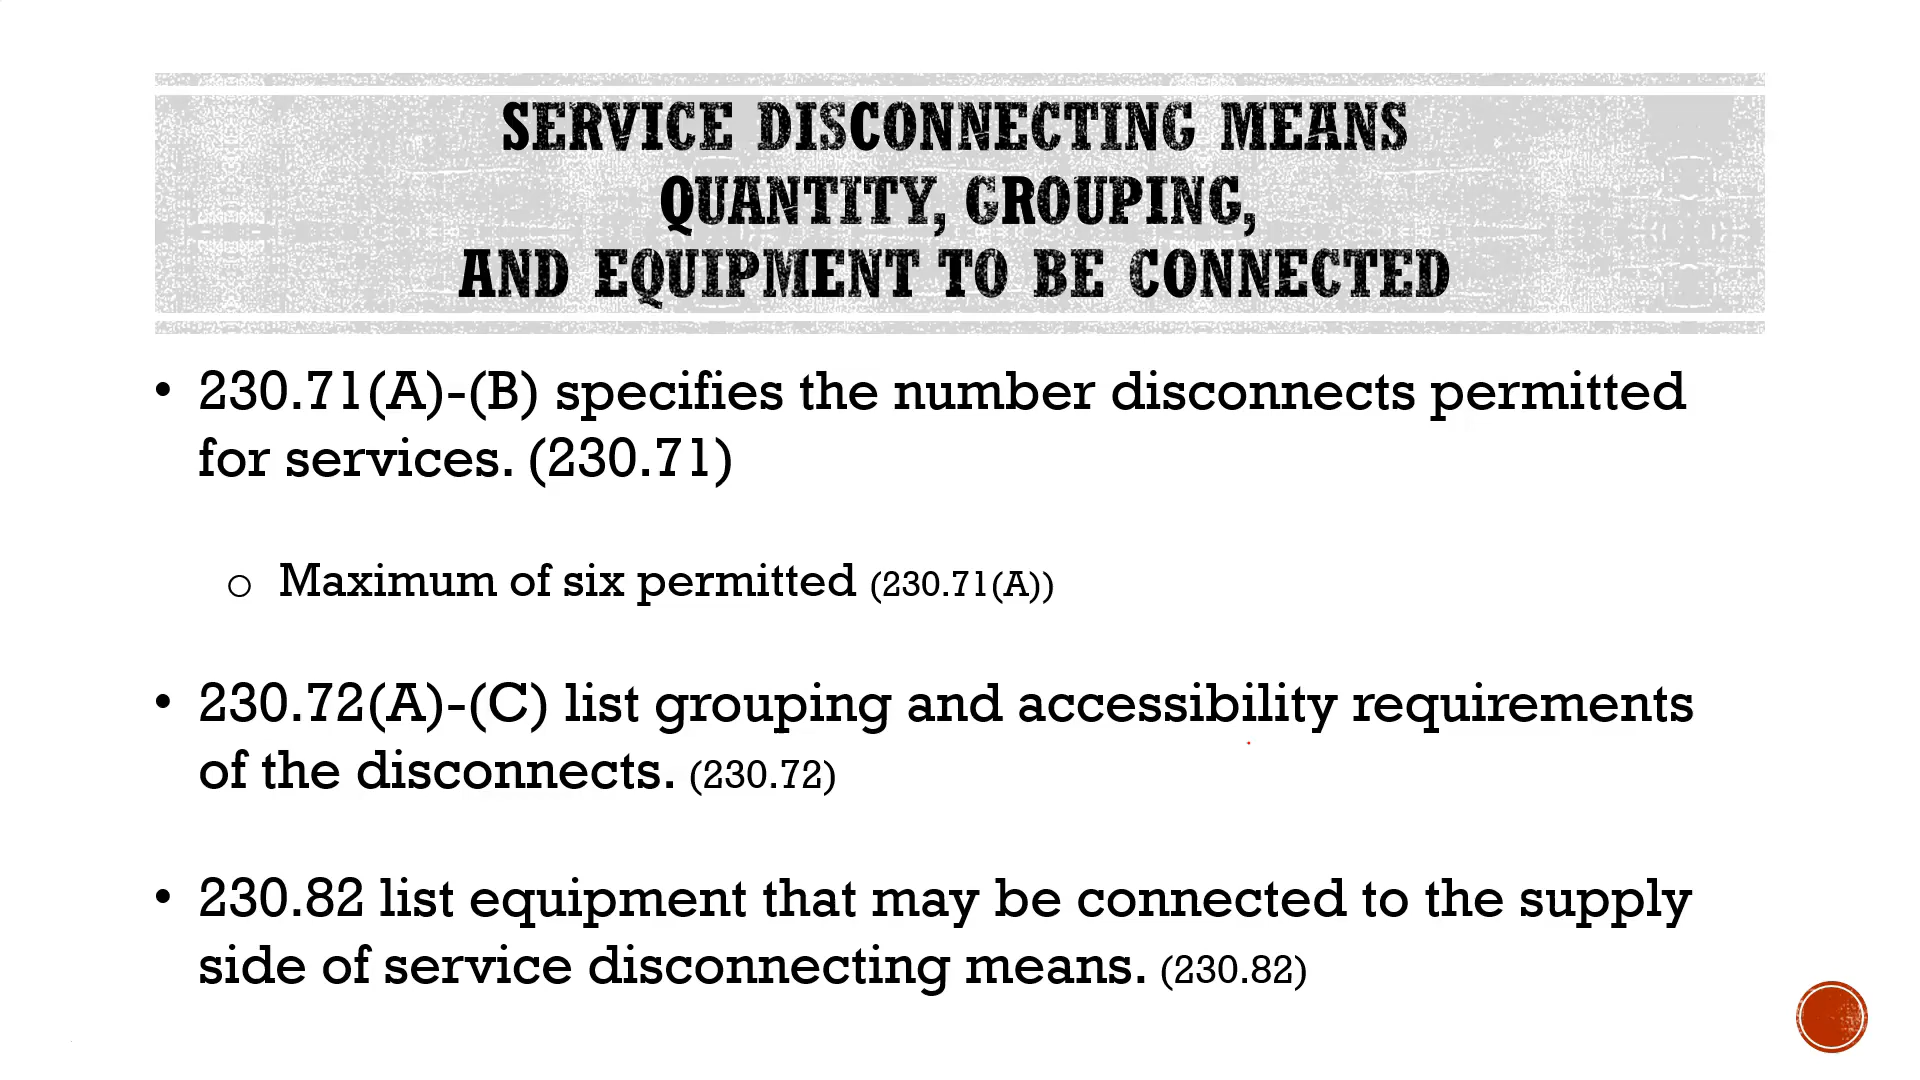 SERVICE DISCONNECTING MEANS
QUANTITY, GROUPING,
AND EQUIPMENT TO BE CONNECTED
• 230.71(A)-(B) specifies the number disconnects permitted
for services. (230.71)
o Maximum of six permitted (230.71(A))
• 230.72(A)-(C) list grouping and accessibility requirements
of the disconnects. (230.72)
• 230.82 list equipment that may be connected to the supply
side of service disconnecting means. (230.82)